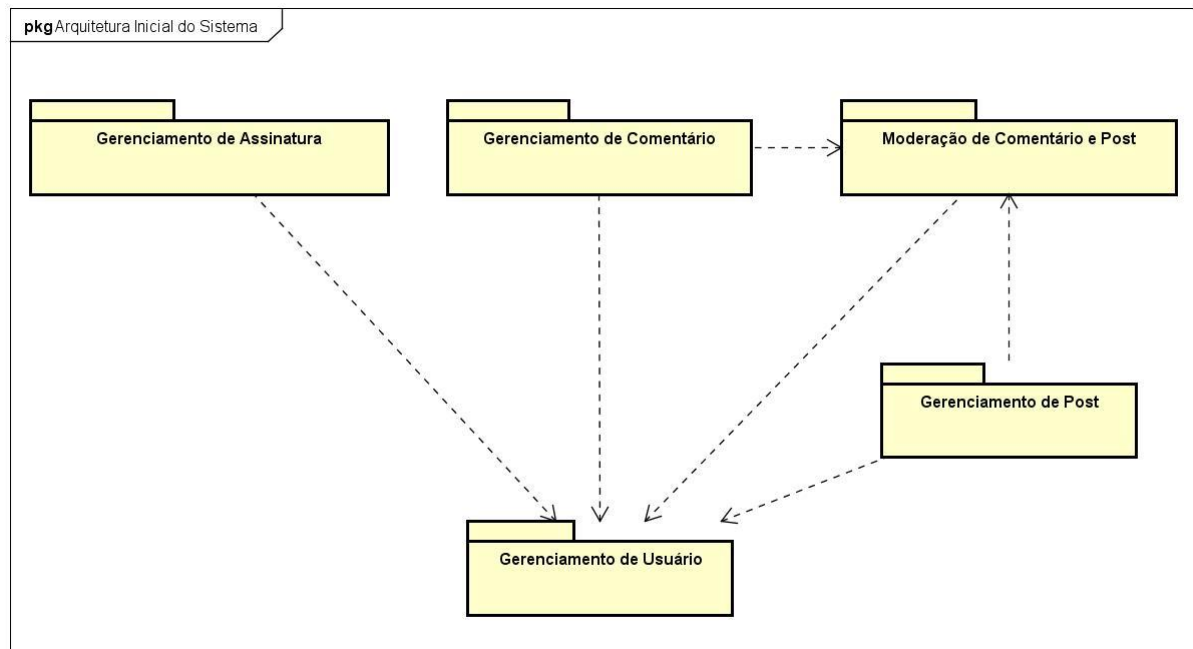 pkg Arquitetura Inicial do Sistema
Gerenciamento de Assinatura
Gerenciamento de Comentário
Moderação de Comentário e Post
Gerenciamento de Post
Gerenciamento de Usuário